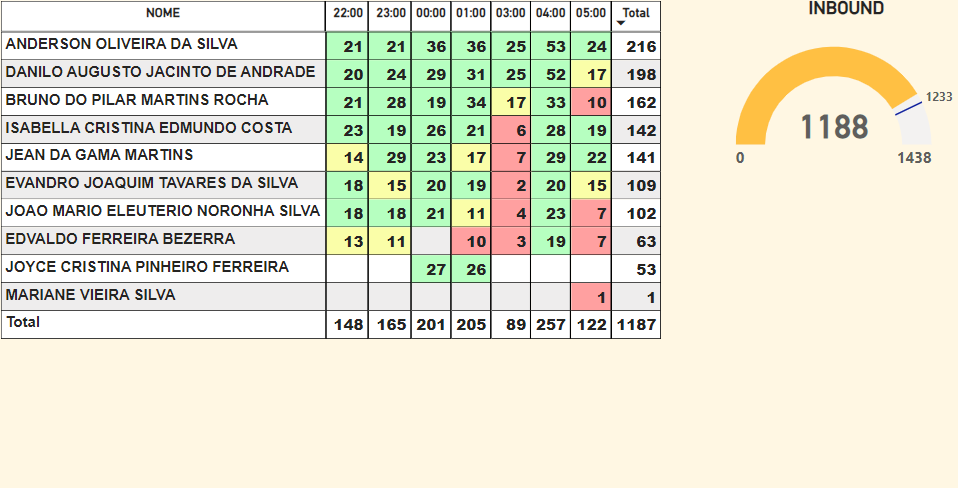 NOME 22:00 23:00 00:00 01:00 03:00 04:00 05:00 Total
ANDERSON OLIVEIRA DA SILVA 21 21 36 36 25 53 24 216
DANILO AUGUSTO JACINTO DE ANDRADE 20 24 29 31 25 52 17 198
BRUNO DO PILAR MARTINS ROCHA 21 28 19 34 17 33 10 162
ISABELLA CRISTINA EDMUNDO COSTA 23 19 26 21 6 28 19 142
JEAN DA GAMA MARTINS 14 29 23 17 7 29 22 141
EVANDRO JOAQUIM TAVARES DA SILVA 18 15 20 19 2 20 15 109
JOAO MARIO ELEUTERIO NORONHA SILVA 18 18 21 11 4 23 7 102
EDVALDO FERREIRA BEZERRA 13 11 10 3 19 7 63
JOYCE CRISTINA PINHEIRO FERREIRA 27 26 53
MARIANE VIEIRA SILVA 1 1
Total 148 165 201 205 89 257 122 1187
INBOUND
1233
1188
0 1438